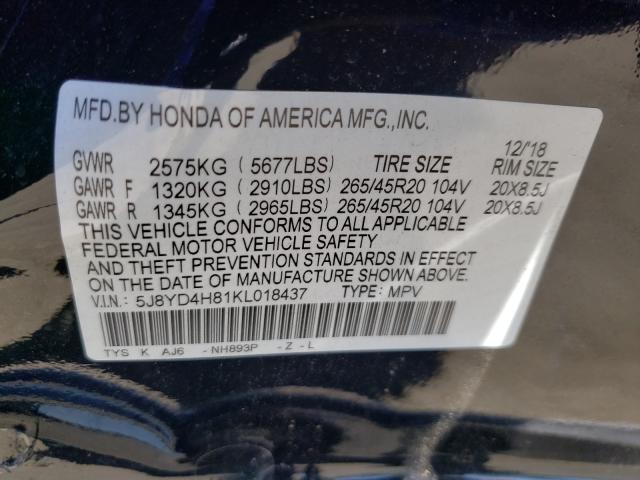 MFD.BY HONDA OF AMERICA MFG.,INC.
12/'18
GVWR 2575KG ( 5677LBS ) TIRE SIZE RIM SIZE
GAWR F 1320KG ( 2910LBS ) 265/45R20 104V 20X8.5J
GAWR R 1345KG ( 2965LBS ) 265/45R20 104V 20X8.5J
THIS VEHICLE CONFORMS TO ALL APPLICABLE
FEDERAL MOTOR VEHICLE SAFETY
AND THEFT PREVENTION STANDARDS IN EFFECT
ON THE DATE OF MANUFACTURE SHOWN ABOVE.
V.I.N.: 5J8YD4H81KL018437 TYPE: MPV
TYS K AJ6 -NH893P -Z -L